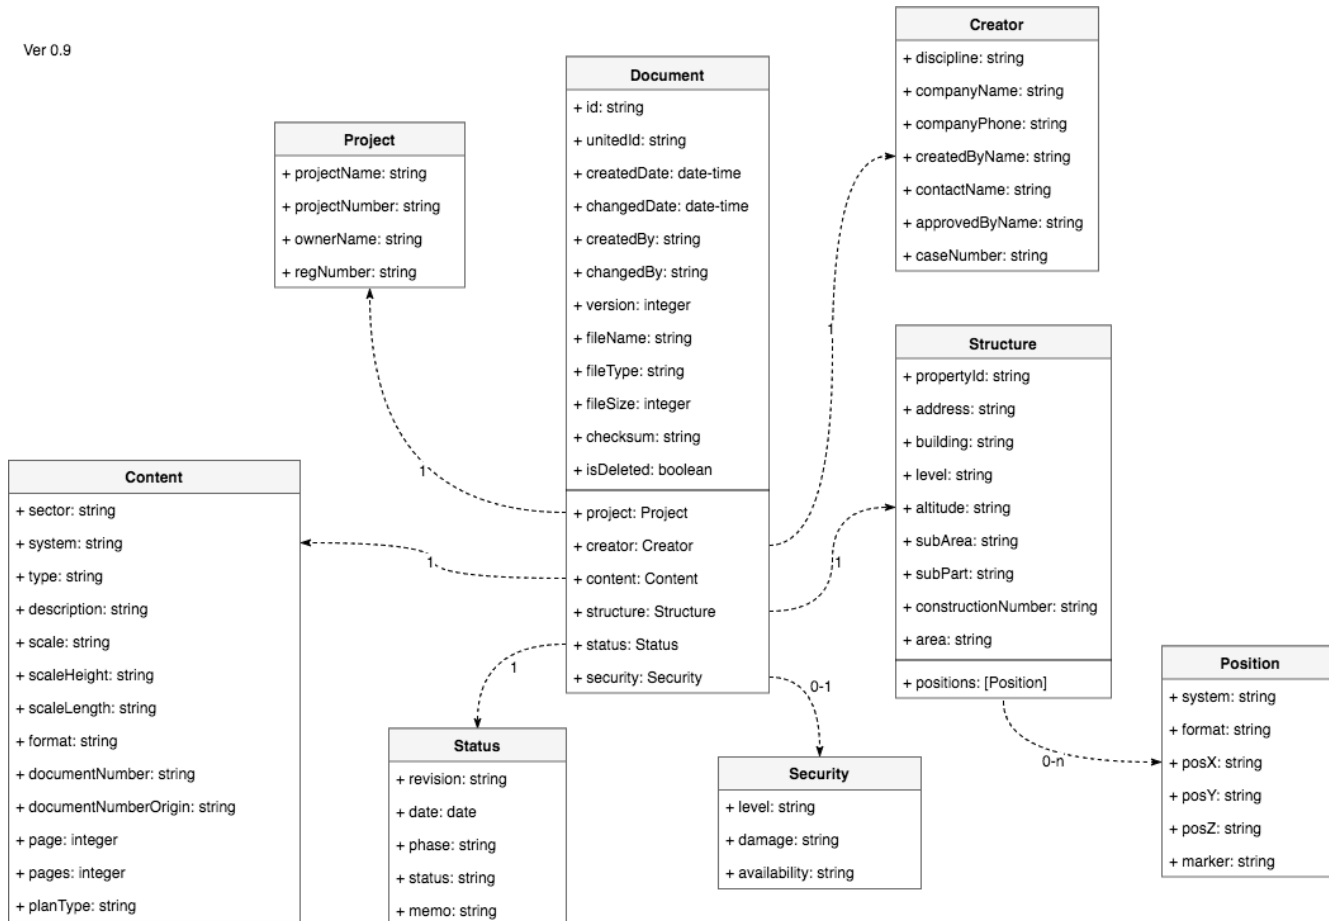 Ver 0.9
Creator
+ discipline: string
+ companyName: string
+ companyPhone: string
+ createdByName: string
+ contactName: string
+ approvedByName: string
+ caseNumber: string
Document
+ id: string
+ unitedId: string
+ createdDate: date-time
+ changedDate: date-time
+ createdBy: string
+ changedBy: string
+ version: integer
+ fileName: string
+ fileType: string
+ fileSize: integer
+ checksum: string
+ isDeleted: boolean
+ project: Project
+ creator: Creator
+ content: Content
+ structure: Structure
+ status: Status
+ security: Security
Project
+ projectName: string
+ projectNumber: string
+ ownerName: string
+ regNumber: string
1
1
1
1
1
0-1
0-n
Structure
+ propertyId: string
+ address: string
+ building: string
+ level: string
+ altitude: string
+ subArea: string
+ subPart: string
+ constructionNumber: string
+ area: string
+ positions: [Position]
Content
+ sector: string
+ system: string
+ type: string
+ description: string
+ scale: string
+ scaleHeight: string
+ scaleLength: string
+ format: string
+ documentNumber: string
+ documentNumberOrigin: string
+ page: integer
+ pages: integer
+ planType: string
Status
+ revision: string
+ date: date
+ phase: string
+ status: string
+ memo: string
Security
+ level: string
+ damage: string
+ availability: string
Position
+ system: string
+ format: string
+ posX: string
+ posY: string
+ posZ: string
+ marker: string